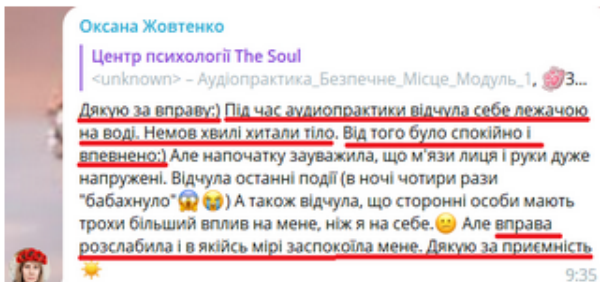 Оксана Жовтенко
Центр психології The Soul
<unknown> – Аудіопрактика_Безпечне_Місце_Модуль_1, 💮З...
Дякую за вправу:) Під час аудиопрактики відчула себе лежачою
на воді. Немов хвилі хитали тіло. Від того було спокійно і
впевнено:) Але напочатку зауважила, що м'язи лиця і руки дуже
напружені. Відчула останні події (в ночі чотири рази
"бабахнуло"😱😭) А також відчула, що сторонні особи мають
трохи більший вплив на мене, ніж я на себе.😕 Але вправа
розслабила і в якійсь мірі заспокоїла мене. Дякую за приємність
☀️
9:35